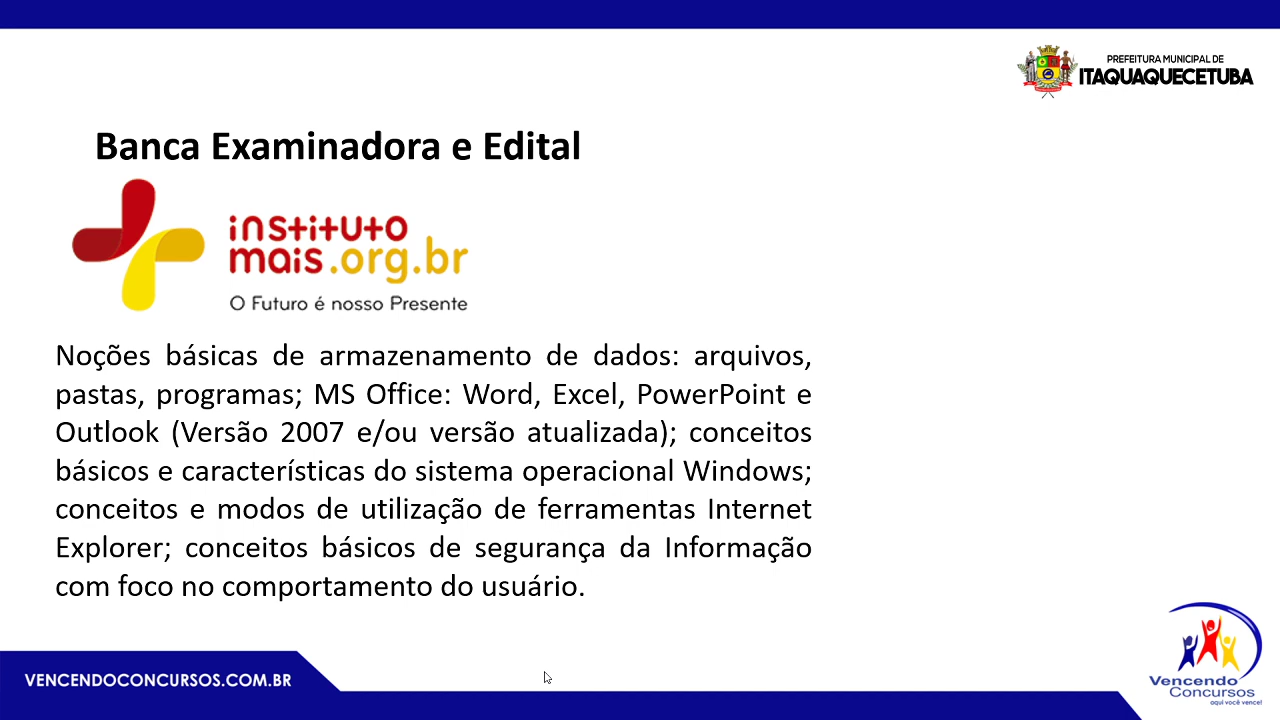 PREFEITURA MUNICIPAL DE
ITAQUAQUECETUBA
Banca Examinadora e Edital
instituto
mais.org.br
O Futuro é nosso Presente
Noções básicas de armazenamento de dados: arquivos,
pastas, programas; MS Office: Word, Excel, PowerPoint e
Outlook (Versão 2007 e/ou versão atualizada); conceitos
básicos e características do sistema operacional Windows;
conceitos e modos de utilização de ferramentas Internet
Explorer; conceitos básicos de segurança da Informação
com foco no comportamento do usuário.
VENCENDOCONCURSOS.COM.BR
Vencendo
Concursos
aqui você vence!